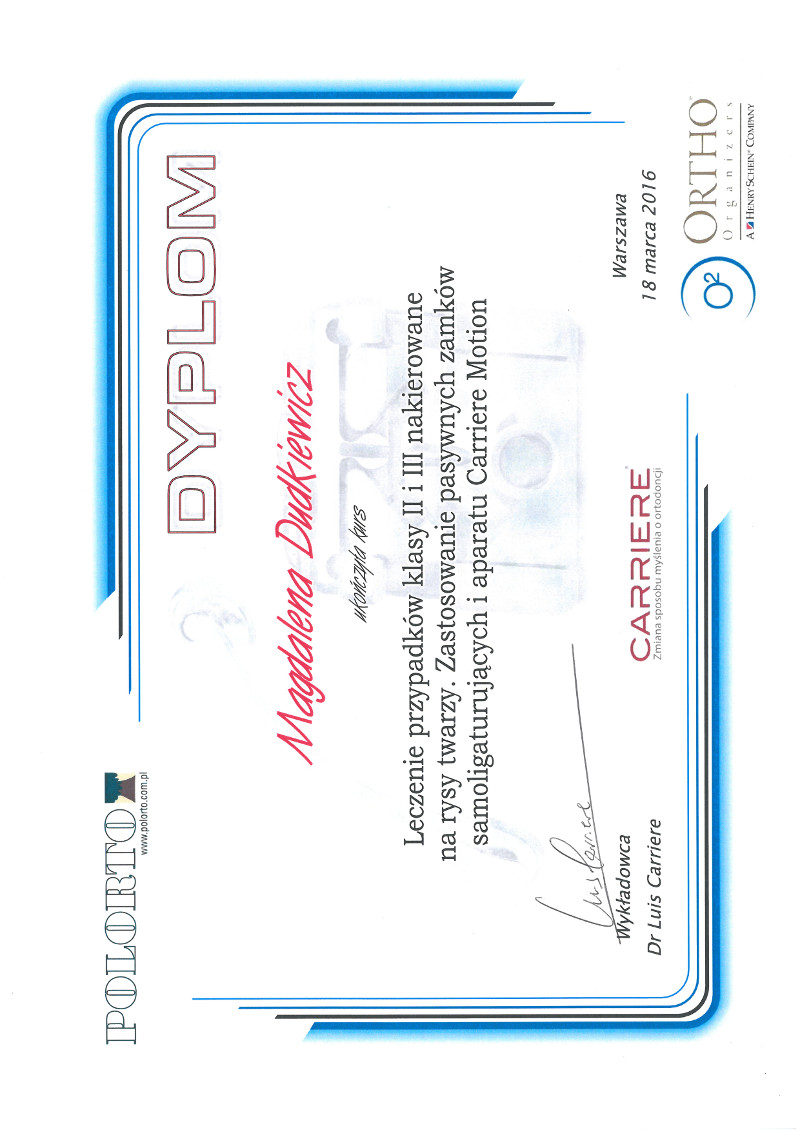 POLORTO
www.polorto.com.pl
DYPLOM
Magdalena Dudkiewicz
ukończyła kurs
Leczenie przypadków klasy II i III nakierowane
na rysy twarzy. Zastosowanie pasywnych zamków
samoligaturujących i aparatu Carriere Motion
Wykładowca
Dr Luis Carriere
CARRIERE®
Zmiana sposobu myślenia o ortodoncji
Warszawa
18 marca 2016
O2
ORTHO®
Organizers
A HENRY SCHEIN® COMPANY